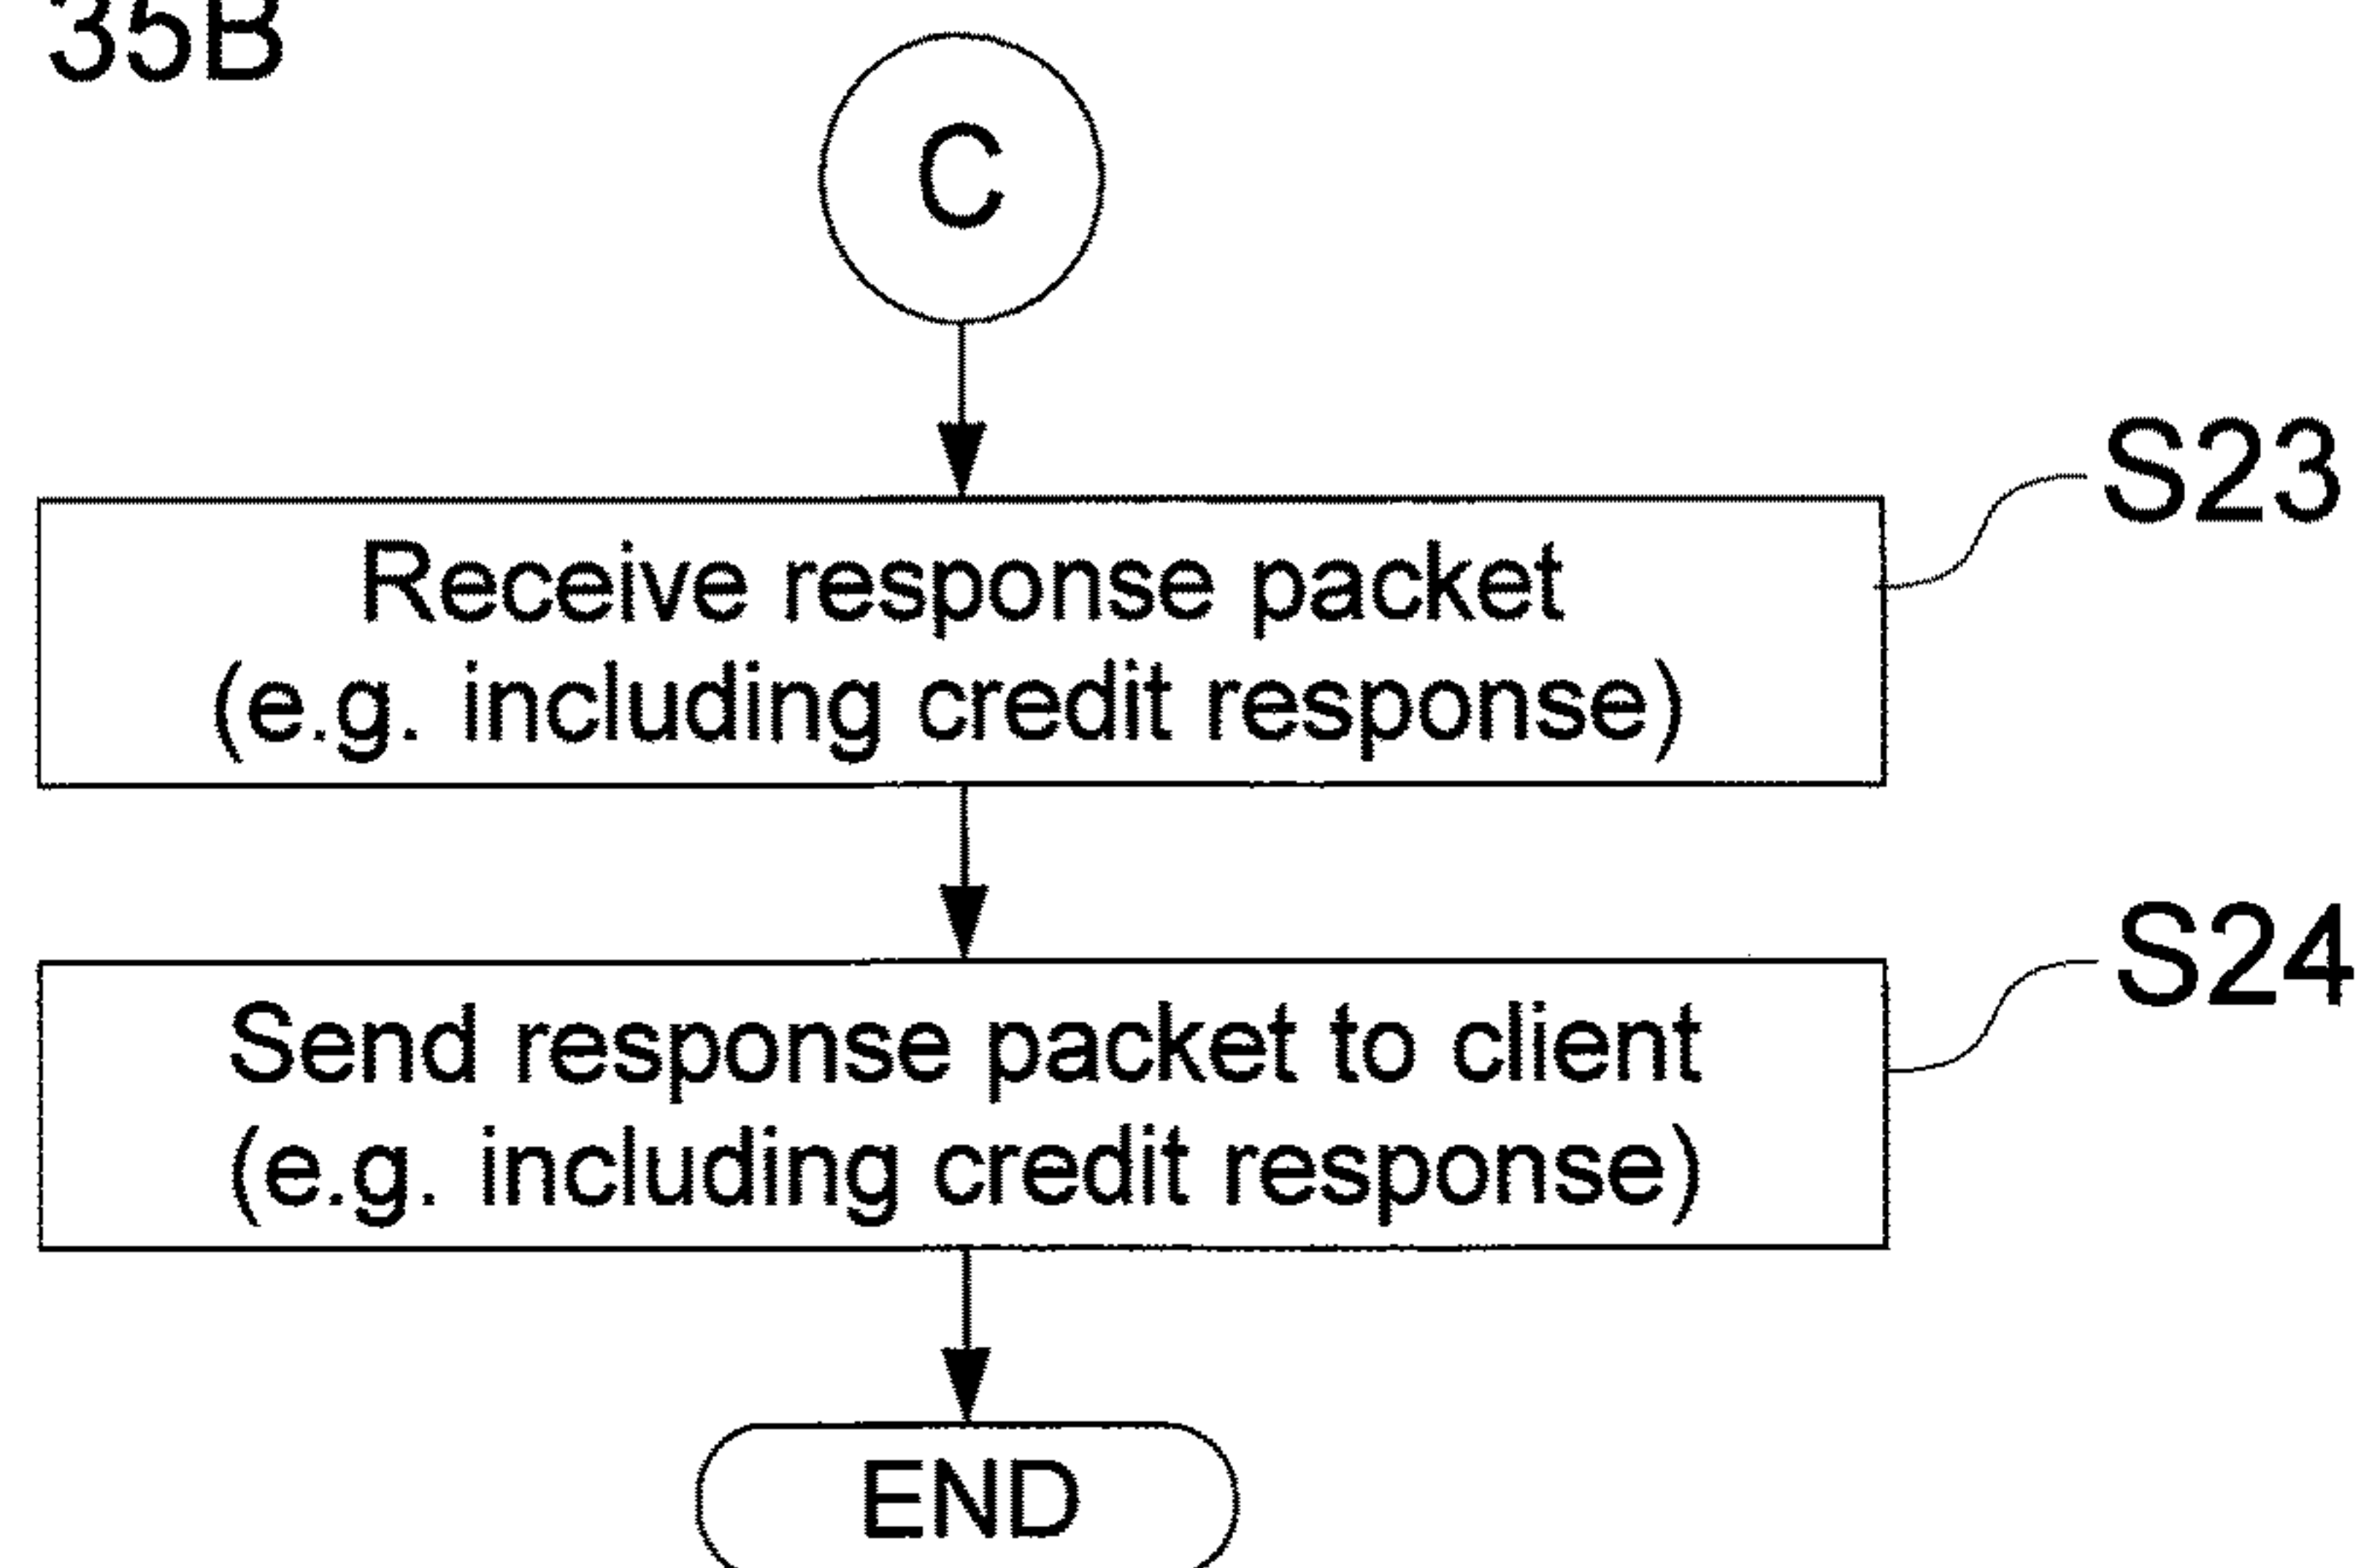 35B
C
S23
Receive response packet
(e.g. including credit response)
S24
Send response packet to client
(e.g. including credit response)
END